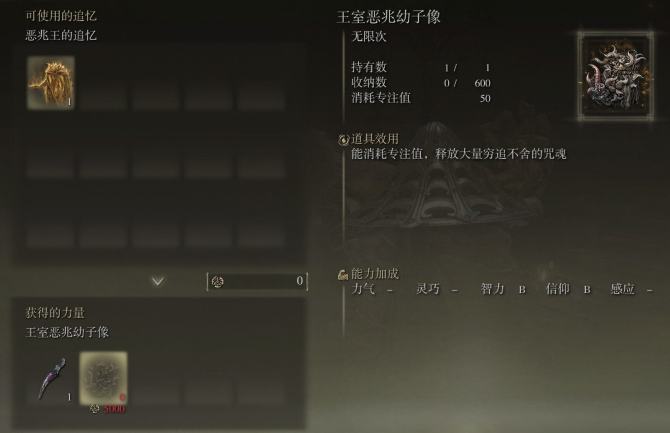 可使用的追忆
恶兆王的追忆
1
0
获得的力量
王室恶兆幼子像
1
0
5000
王室恶兆幼子像
无限次
持有数 1 / 1
收纳数 0 / 600
消耗专注值 50
道具效用
能消耗专注值，释放大量穷追不舍的咒魂
能力加成
力气 - 灵巧 - 智力 B 信仰 B 感应 -